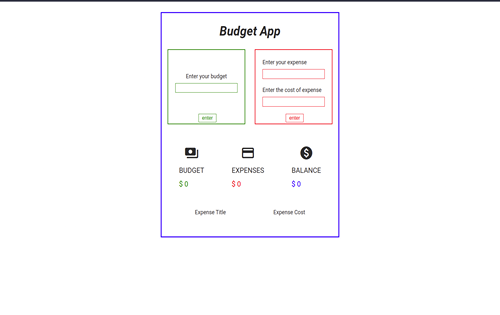 Budget App
Enter your budget
enter
Enter your expense
Enter the cost of expense
enter
BUDGET EXPENSES BALANCE
$ 0 $ 0 $ 0
Expense Title Expense Cost